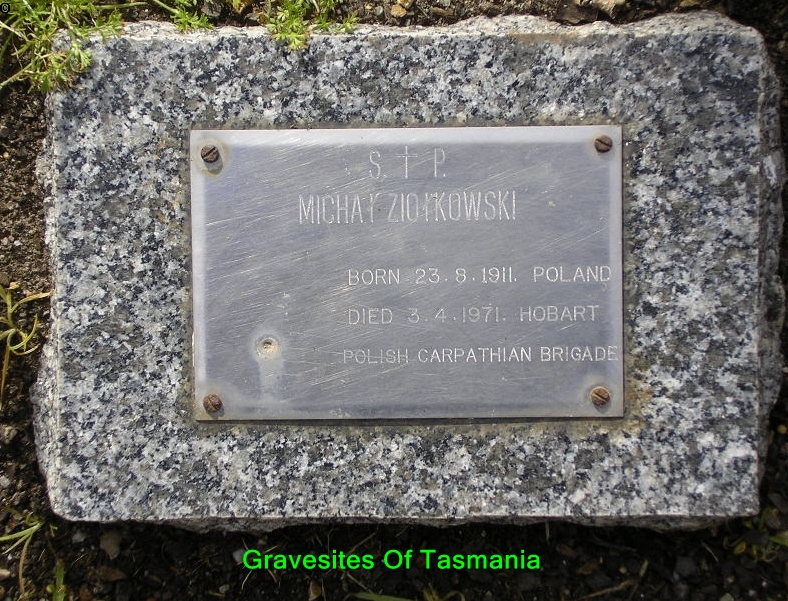 S. † P.
MICHAŁ ZIOŁKOWSKI
BORN 23.8.1911. POLAND
DIED 3.4.1971. HOBART
POLISH CARPATHIAN BRIGADE
Gravesites Of Tasmania